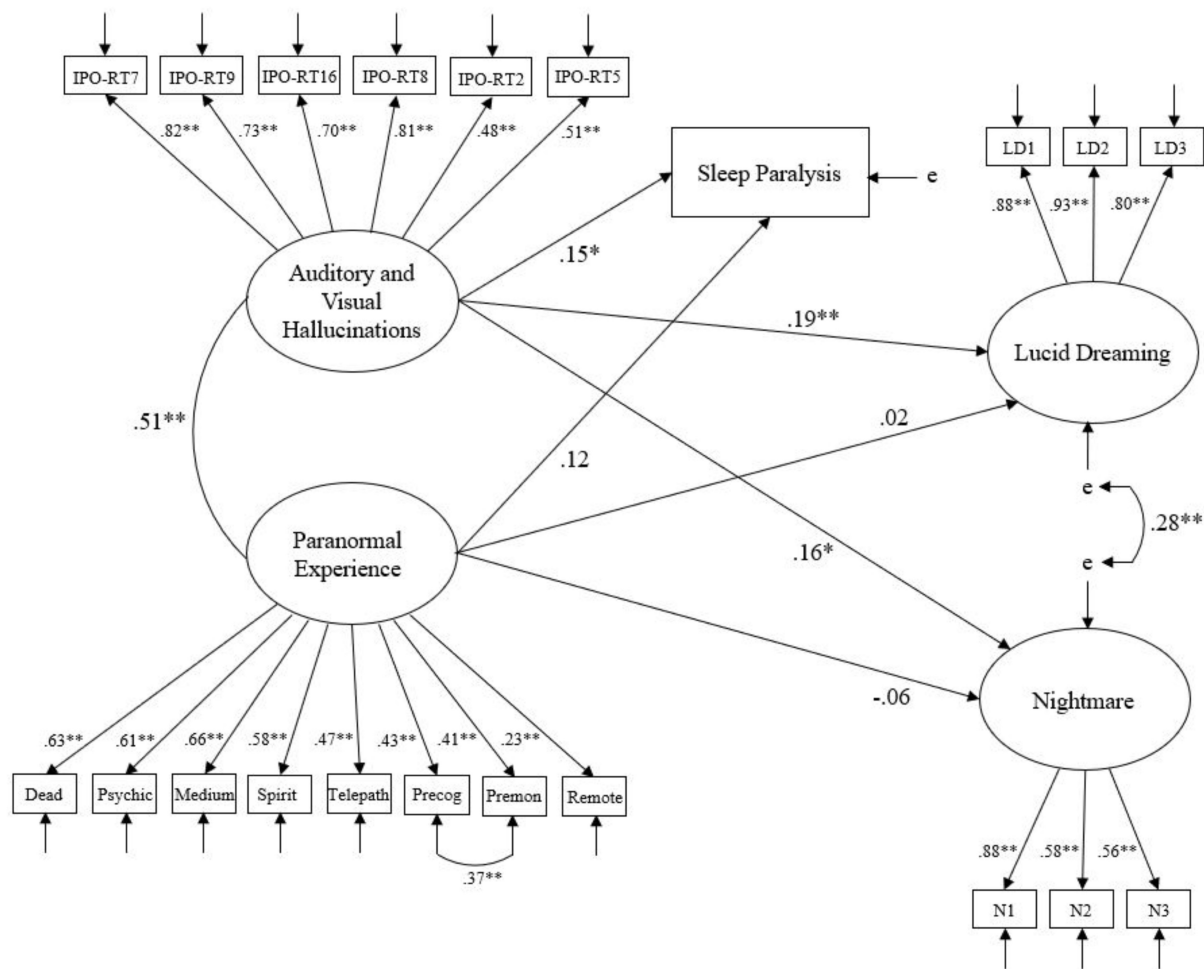 IPO-RT7 IPO-RT9 IPO-RT16 IPO-RT8 IPO-RT2 IPO-RT5
.82** .73** .70** .81** .48** .51**
Sleep Paralysis
e
LD1 LD2 LD3
.88** .93** .80**
Auditory and
Visual
Hallucinations
.15*
.19**
Lucid Dreaming
.51**
.02
.12
e
.28**
e
.16*
Paranormal
Experience
-.06
Nightmare
.63** .61** .66** .58** .47** .43** .41** .23**
Dead Psychic Medium Spirit Telepath Precog Premon Remote
.37**
.88** .58** .56**
N1 N2 N3